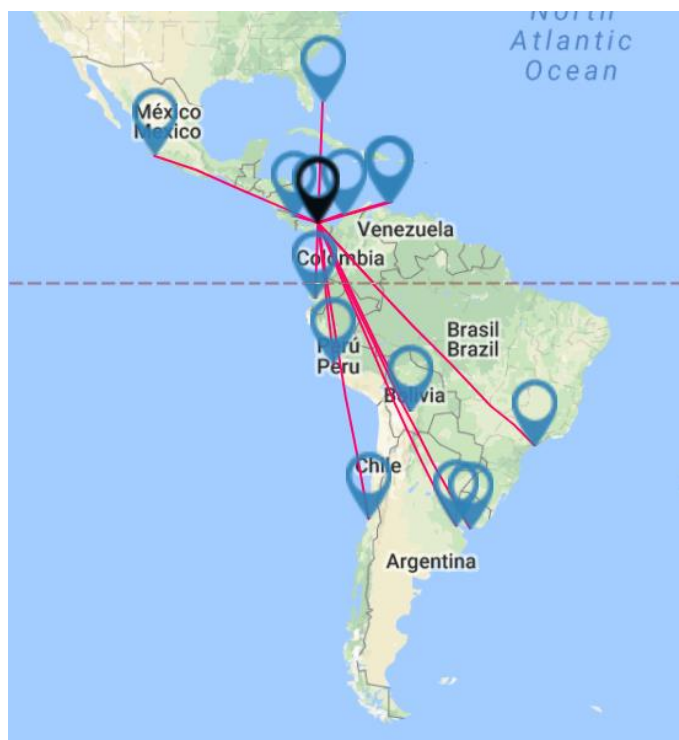 North
Atlantic
Ocean
México
Mexico
Venezuela
Colombia
Brasil
Brazil
Perú
Peru
Bolivia
Chile
Argentina